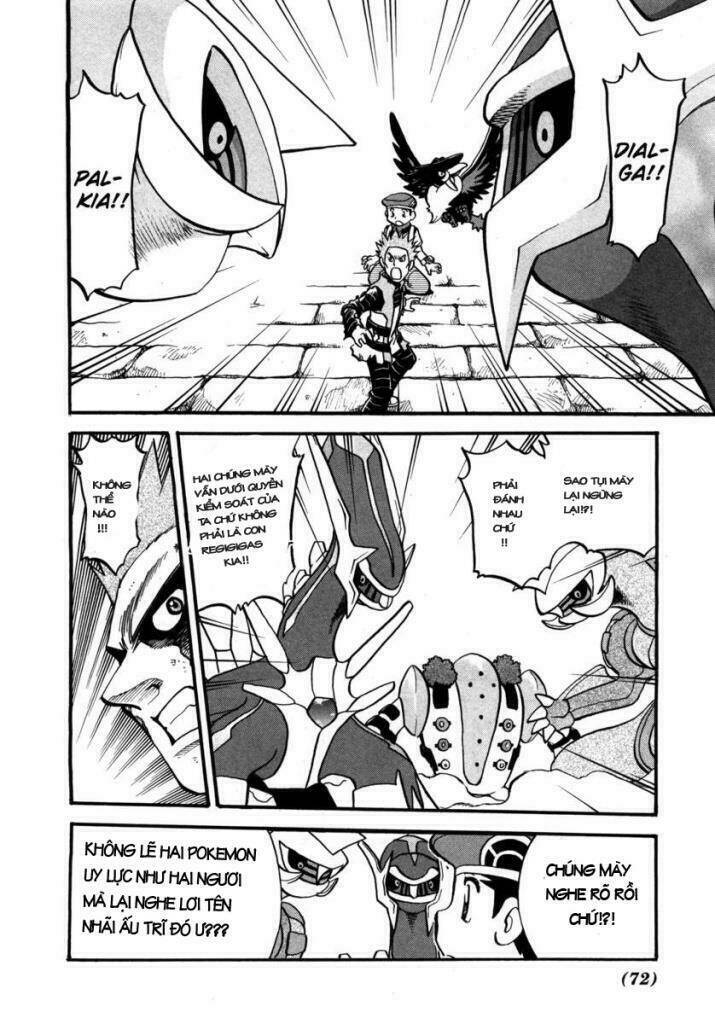 DIAL-
GA!!
PAL-
KIA!!
SAO TỤI MÀY
LẠI NGỪNG
LẠI?!?
PHẢI
ĐÁNH
NHAU
CHỨ
!!
HAI CHÚNG MÀY
VẪN DƯỚI QUYỀN
KIỂM SOÁT CỦA
TA CHỨ KHÔNG
PHẢI LÀ CON
REGIGIGAS
KIA!!
KHÔNG
THỂ
NÀO
!!!
CHÚNG MÀY
NGHE RÕ RỒI
CHỨ!?!
KHÔNG LẼ HAI POKEMON
UY LỰC NHƯ HAI NGƯƠI
MÀ LẠI NGHE LƠI TÊN
NHÃI ẤU TRĨ ĐÓ Ư???
(72)